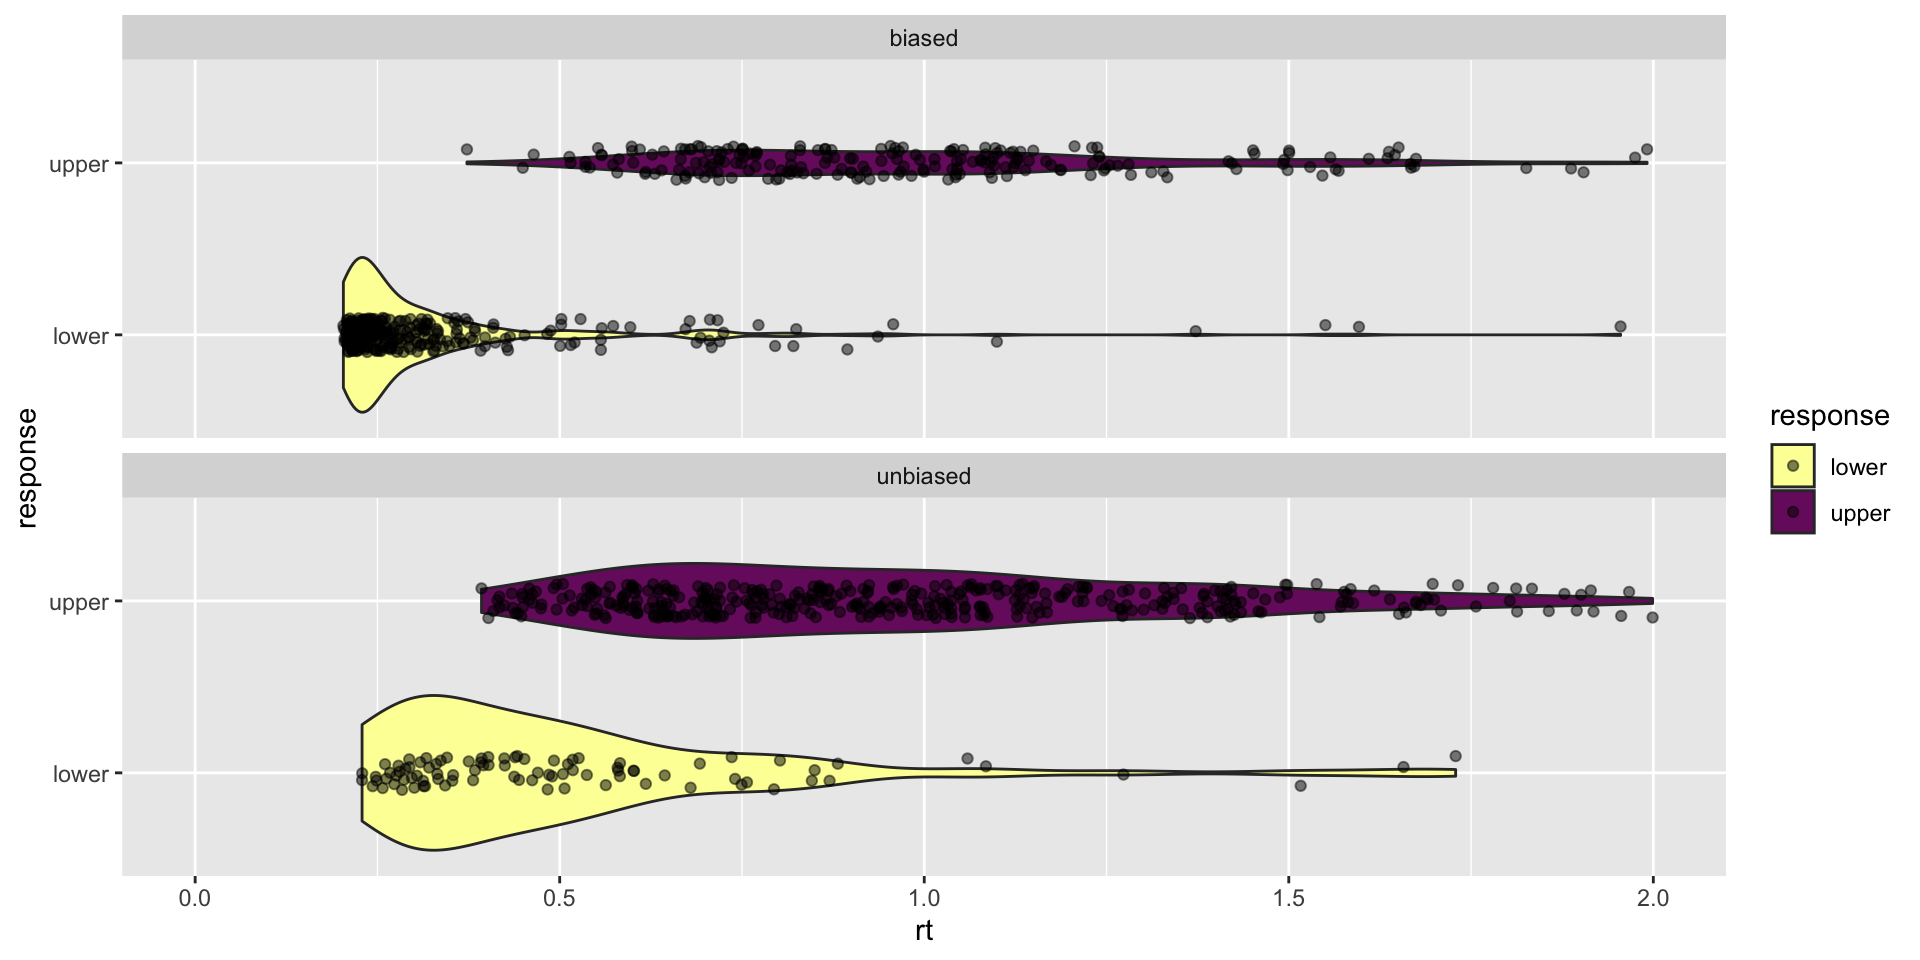 biased
upper
lower
unbiased
upper
lower
0.0 0.5 1.0 1.5 2.0
rt
response
response
lower
upper